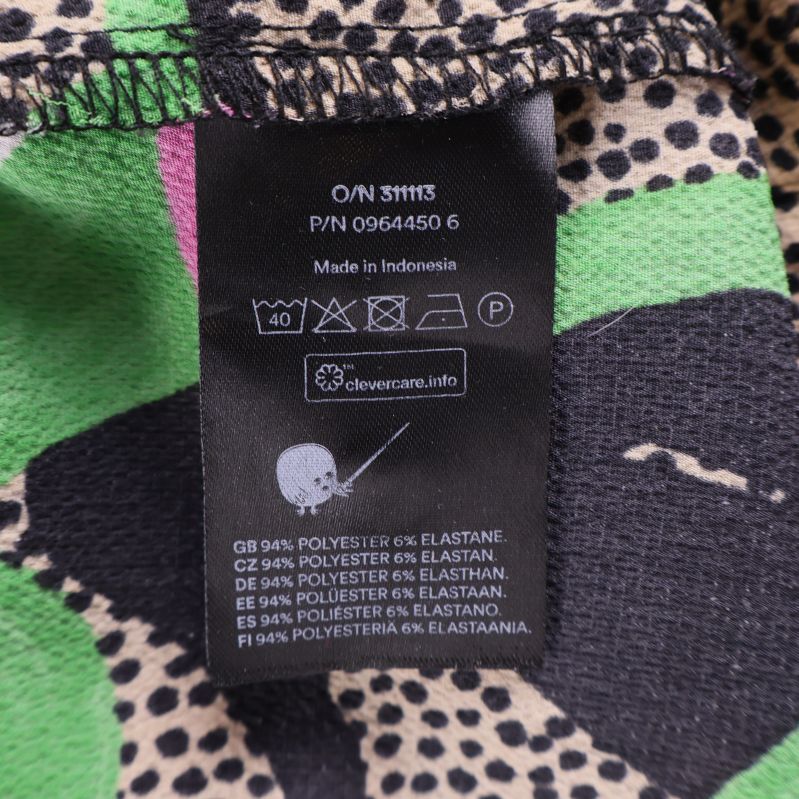 O/N 311113
P/N 0964450 6
Made in Indonesia
40 P
TM clevercare.info
GB 94% POLYESTER 6% ELASTANE.
CZ 94% POLYESTER 6% ELASTAN.
DE 94% POLYESTER 6% ELASTHAN.
EE 94% POLÜESTER 6% ELASTAAN.
ES 94% POLIÉSTER 6% ELASTANO.
FI 94% POLYESTERIÄ 6% ELASTAANIA.